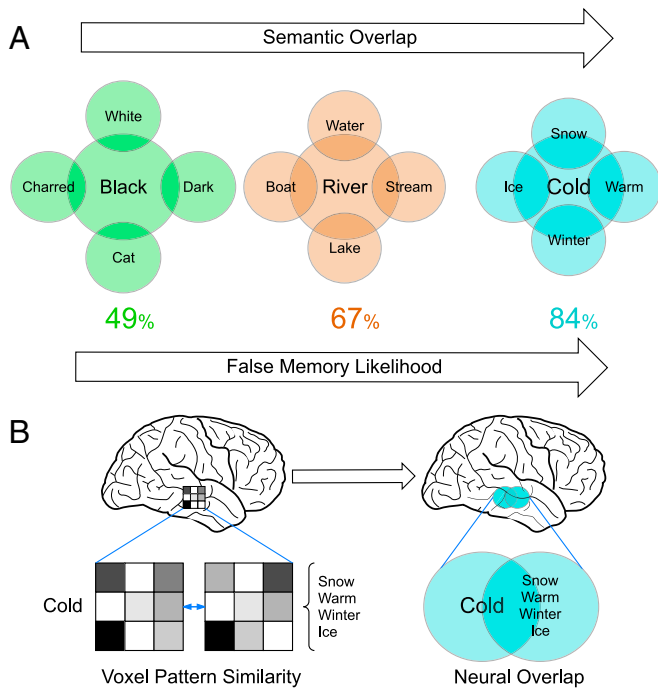 A
Semantic Overlap
White
Charred
Black
Dark
Cat
Water
Boat
River
Stream
Lake
Snow
Ice
Cold
Warm
Winter
49%
67%
84%
False Memory Likelihood
B
Cold
Snow
Warm
Winter
Ice
Voxel Pattern Similarity
Cold
Snow
Warm
Winter
Ice
Neural Overlap